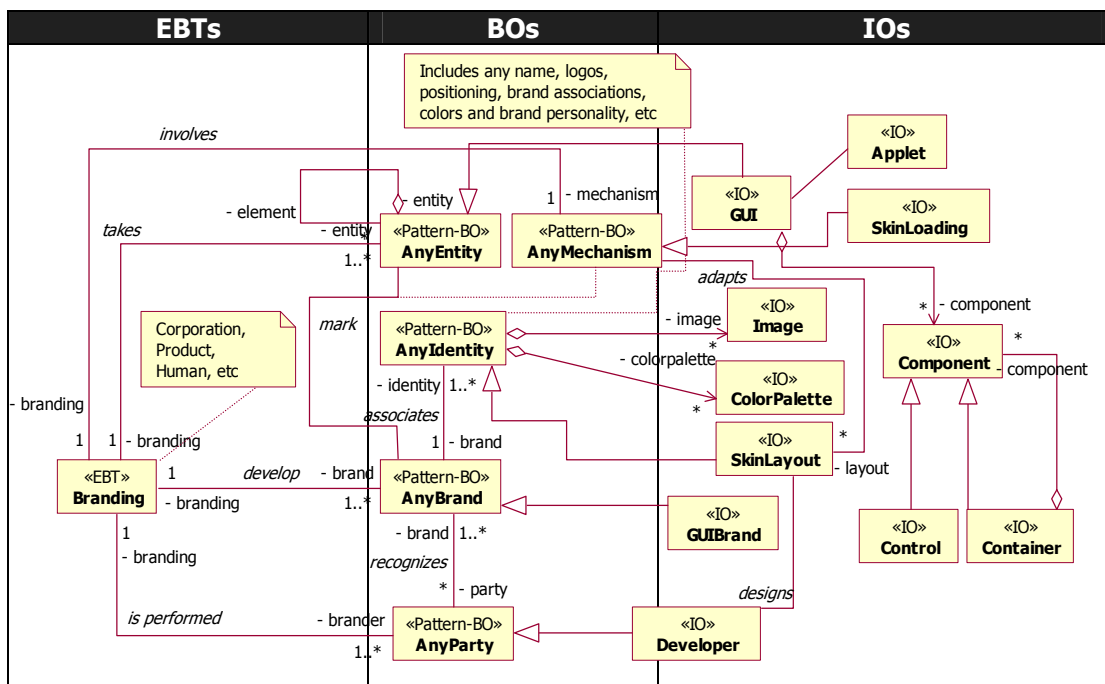 EBTs
BOs
IOs
Includes any name, logos,
positioning, brand associations,
colors and brand personality, etc
involves
«IO»
Applet
«IO»
GUI
- mechanism
1
- entity
- element
«IO»
SkinLoading
takes
- entity
*
1..*
«Pattern-BO»
AnyEntity
«Pattern-BO»
AnyMechanism
adapts
mark
Corporation,
Product,
Human, etc
«Pattern-BO»
AnyIdentity
- image
*
«IO»
Image
* - component
«IO»
Component
*
- component
- colorpalette
*
«IO»
ColorPalette
- identity 1..*
- branding
associates
1 - brand
1
1 - branding
«IO»
SkinLayout
*
- layout
«EBT»
Branding
1
- branding
develop
- brand
1..*
«Pattern-BO»
AnyBrand
«IO»
GUIBrand
«IO»
Control
«IO»
Container
1
- branding
- brand 1..*
recognizes
* - party
designs
is performed
- brander
1..*
«Pattern-BO»
AnyParty
«IO»
Developer